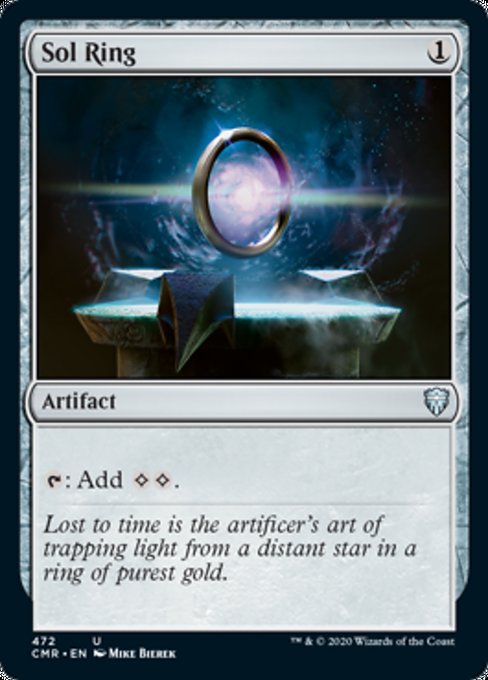 Sol Ring 1
Artifact
: Add .
Lost to time is the artificer's art of
trapping light from a distant star in a
ring of purest gold.
472 U
CMR • EN Mike Bierek
™ & © 2020 Wizards of the Coast